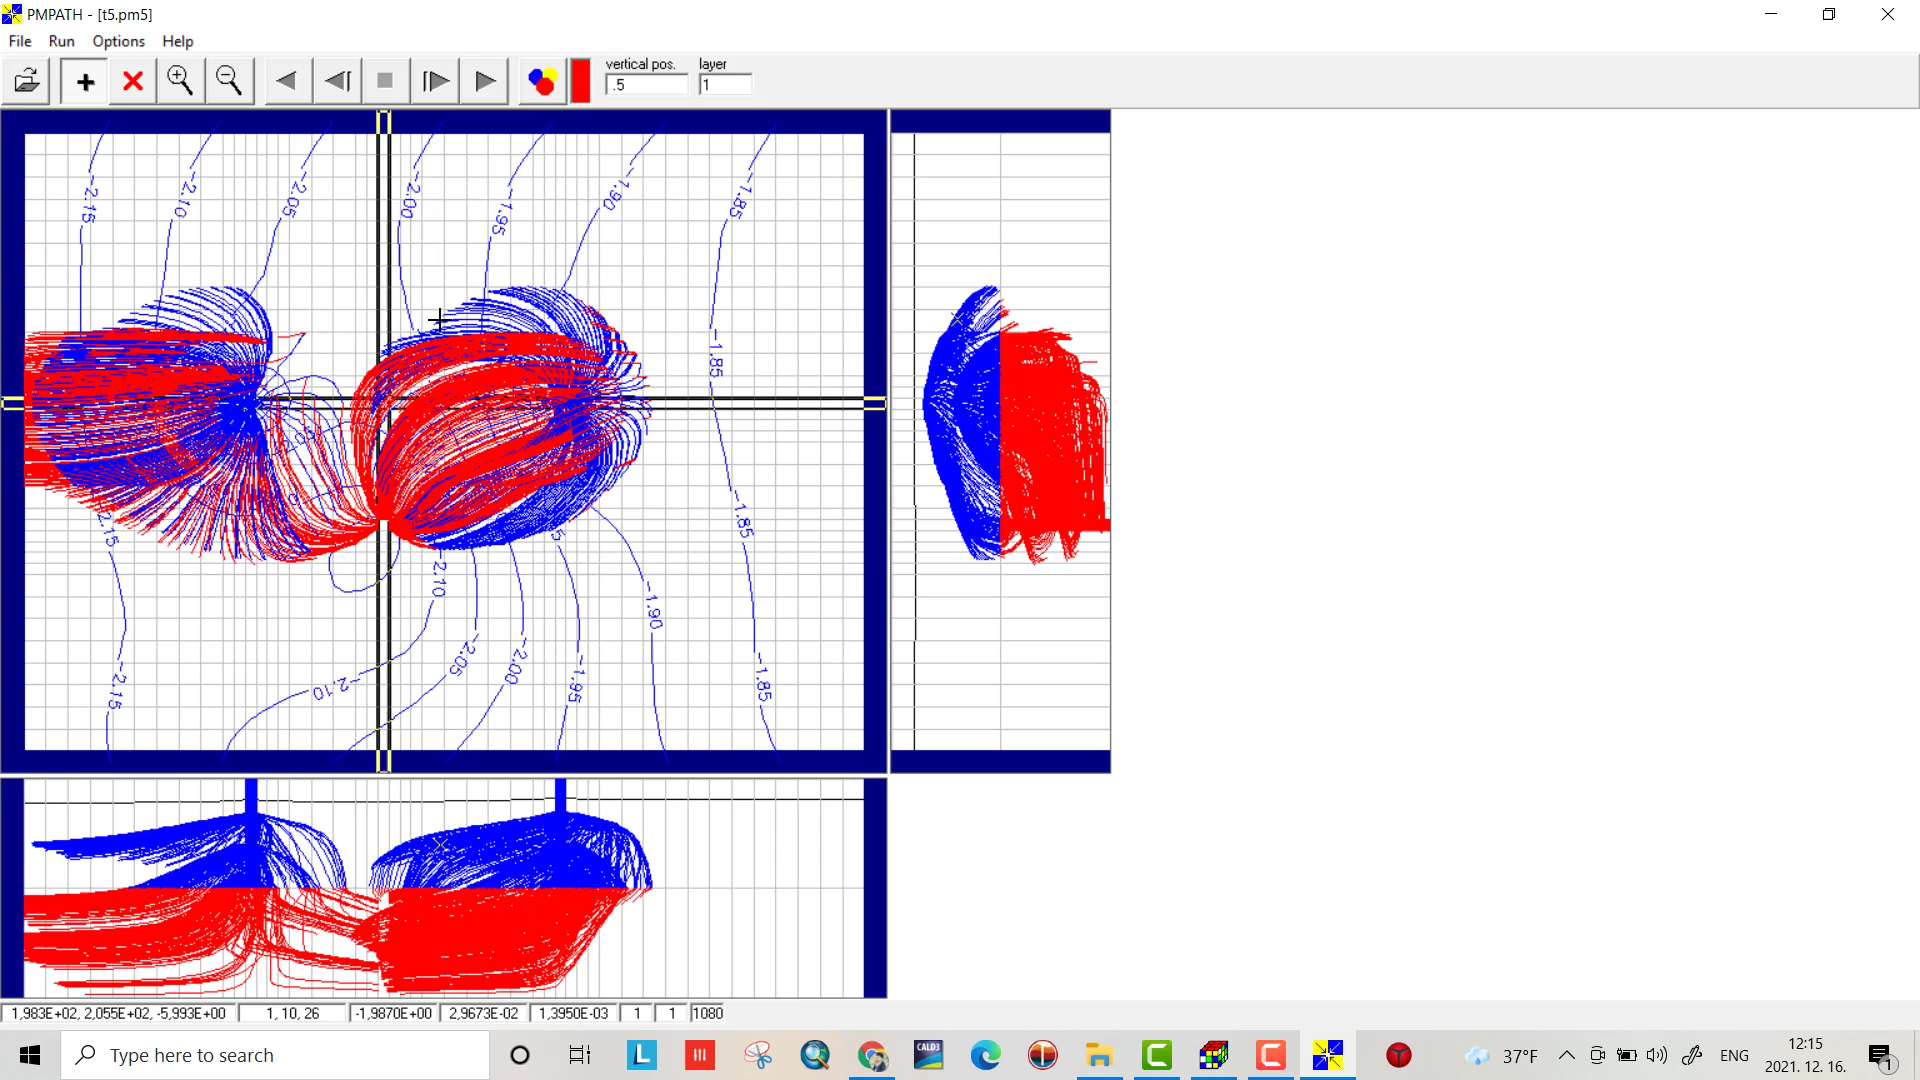 PMPATH - [t5.pm5]
File Run Options Help
vertical pos. layer
.5 1
-2.15
-2.10
-2.05
-2.00
-1.95
-1.90
-1.85
-1.85
-1.85
-1.85
2.15
-2.15
-2.10
-2.10
-2.05
-2.00
-1.95
-1.90
1,983E+02, 2,055E+02, -5,993E+00 1, 10, 26 -1,9870E+00 2,9673E-02 1,3950E-03 1 1 1080
Type here to search
L
CALD3
C
C
37°F
ENG
12:15
2021. 12. 16.
1